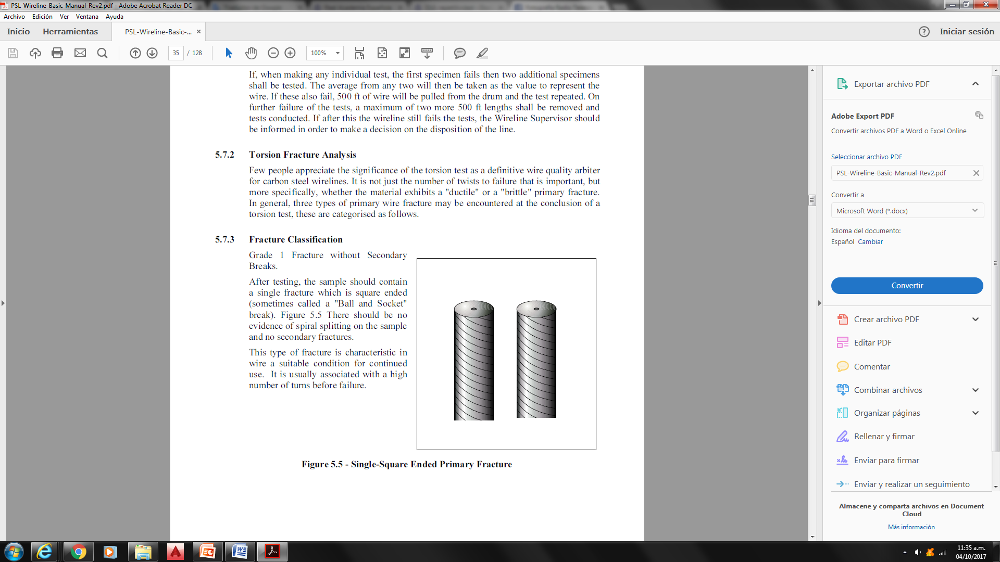 PSL-Wireline-Basic-Manual-Rev2.pdf - Adobe Acrobat Reader DC
Archivo Edición Ver Ventana Ayuda
Inicio Herramientas PSL-Wireline-Basic-... ×
? Iniciar sesión
35 / 128 100%
If, when making any individual test, the first specimen fails then two additional specimens
shall be tested. The average from any two will then be taken as the value to represent the
wire. If these also fail, 500 ft of wire will be pulled from the drum and the test repeated. On
further failure of the tests, a maximum of two more 500 ft lengths shall be removed and
tests conducted. If after this the wireline still fails the tests, the Wireline Supervisor should
be informed in order to make a decision on the disposition of the line.
5.7.2 Torsion Fracture Analysis
Few people appreciate the significance of the torsion test as a definitive wire quality arbiter
for carbon steel wirelines. It is not just the number of twists to failure that is important, but
more specifically, whether the material exhibits a "ductile" or a "brittle" primary fracture.
In general, three types of primary wire fracture may be encountered at the conclusion of a
torsion test, these are categorised as follows.
5.7.3 Fracture Classification
Grade 1 Fracture without Secondary
Breaks.
After testing, the sample should contain
a single fracture which is square ended
(sometimes called a "Ball and Socket"
break). Figure 5.5 There should be no
evidence of spiral splitting on the sample
and no secondary fractures.
This type of fracture is characteristic in
wire a suitable condition for continued
use. It is usually associated with a high
number of turns before failure.
Figure 5.5 - Single-Square Ended Primary Fracture
Exportar archivo PDF
Adobe Export PDF
Convertir archivos PDF a Word o Excel Online
Seleccionar archivo PDF
PSL-Wireline-Basic-Manual-Rev2.pdf
Convertir a
Microsoft Word (*.docx)
Idioma del documento:
Español Cambiar
Convertir
Crear archivo PDF
Editar PDF
Comentar
Combinar archivos
Organizar páginas
Rellenar y firmar
Enviar para firmar
Enviar y realizar un seguimiento
Almacene y comparta archivos en Document
Cloud
Más información
11:35 a.m.
04/10/2017